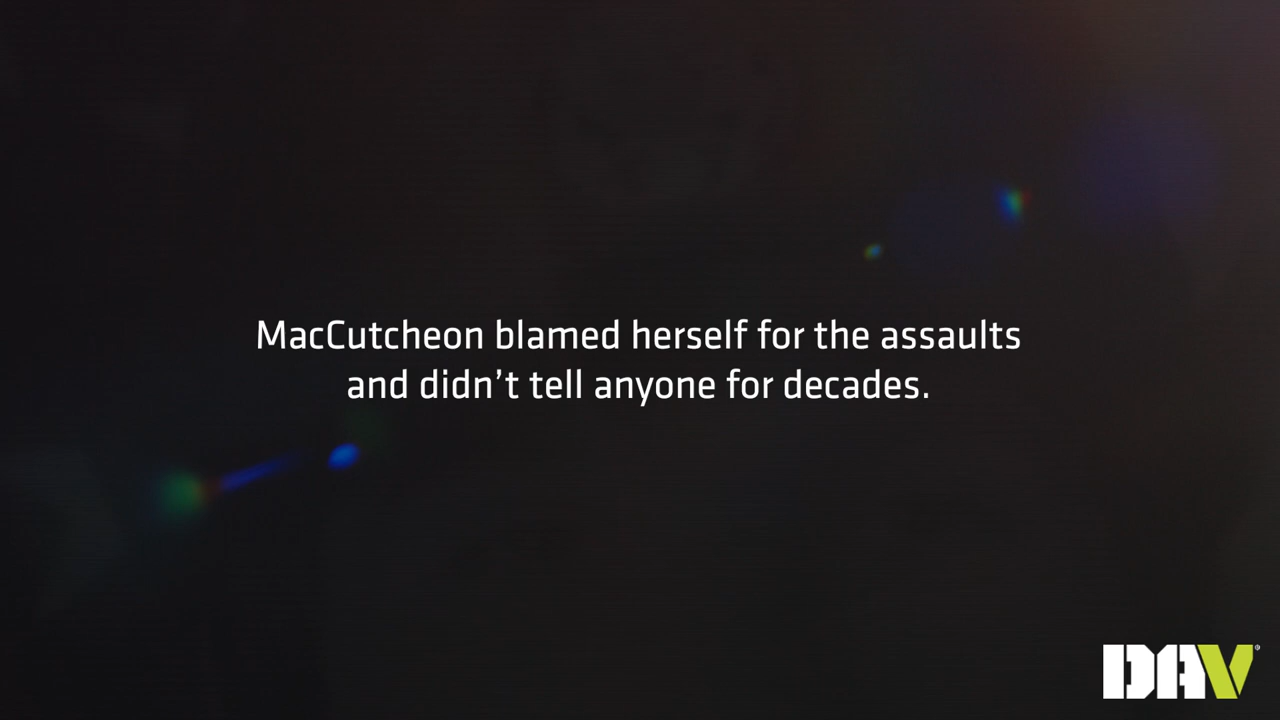 MacCutcheon blamed herself for the assaults
and didn’t tell anyone for decades.
DAV®